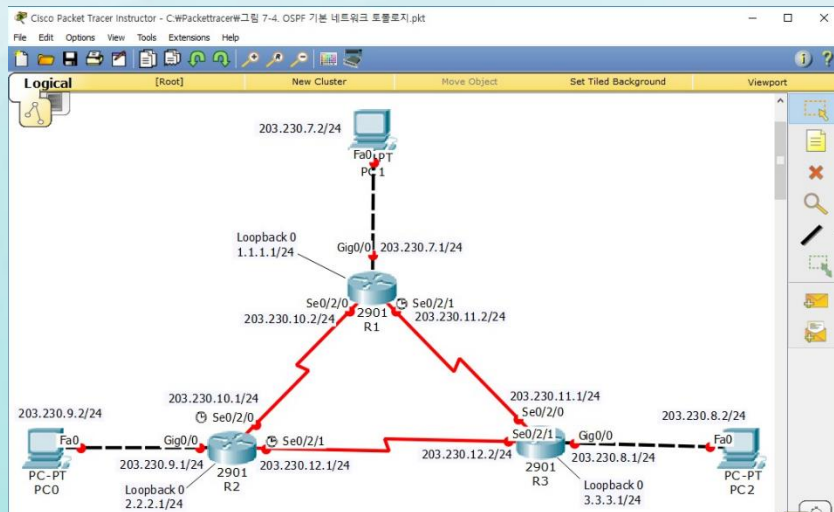 Cisco Packet Tracer Instructor - C:₩Packettracer₩그림 7-4. OSPF 기본 네트워크 토폴로지.pkt
File Edit Options View Tools Extensions Help
Logical [Root] New Cluster Move Object Set Tiled Background Viewport
203.230.7.2/24
Fa0
PT
PC1
Loopback 0
1.1.1.1/24
Gig0/0 203.230.7.1/24
Se0/2/0 Se0/2/1
203.230.10.2/24 2901 203.230.11.2/24
R1
203.230.10.1/24 203.230.11.1/24
203.230.9.2/24 Se0/2/0 Se0/2/0 203.230.8.2/24
Fa0 Gig0/0 Se0/2/1 Se0/2/1 Gig0/0 Fa0
203.230.9.1/24 203.230.12.1/24 203.230.12.2/24 203.230.8.1/24
PC-PT 2901 2901 PC-PT
PC0 R2 R3 PC2
Loopback 0 Loopback 0
2.2.2.1/24 3.3.3.1/24